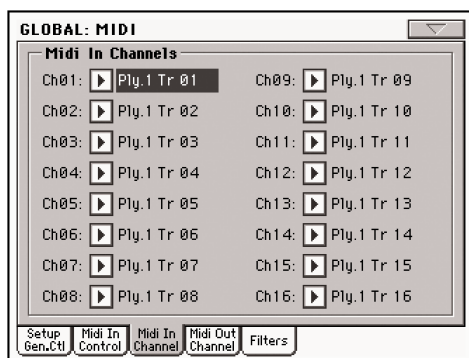 GLOBAL: MIDI
Midi In Channels
Ch01: Ply.1 Tr 01
Ch02: Ply.1 Tr 02
Ch03: Ply.1 Tr 03
Ch04: Ply.1 Tr 04
Ch05: Ply.1 Tr 05
Ch06: Ply.1 Tr 06
Ch07: Ply.1 Tr 07
Ch08: Ply.1 Tr 08
Ch09: Ply.1 Tr 09
Ch10: Ply.1 Tr 10
Ch11: Ply.1 Tr 11
Ch12: Ply.1 Tr 12
Ch13: Ply.1 Tr 13
Ch14: Ply.1 Tr 14
Ch15: Ply.1 Tr 15
Ch16: Ply.1 Tr 16
Setup
Gen.Ctl
Midi In
Control
Midi In
Channel
Midi Out
Channel
Filters